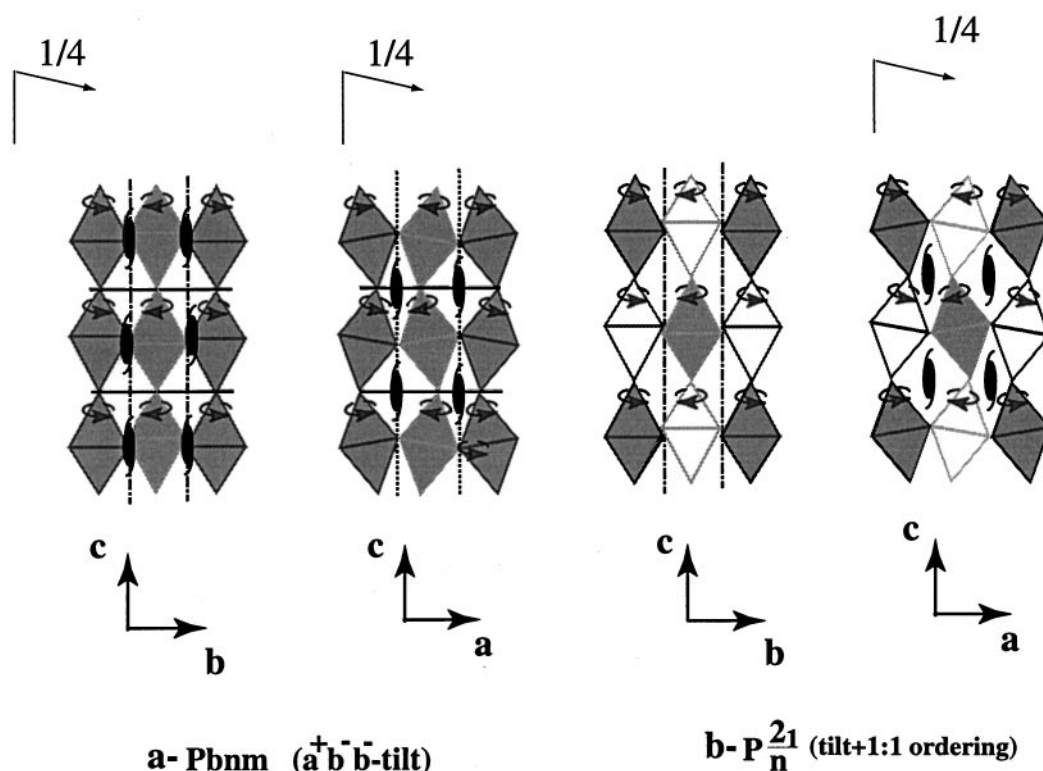 1/4
1/4
1/4
c
b
c
a
c
b
c
a
a- Pbnm (a⁺b⁻b⁻-tilt)
b- P 2₁/n (tilt+1:1 ordering)